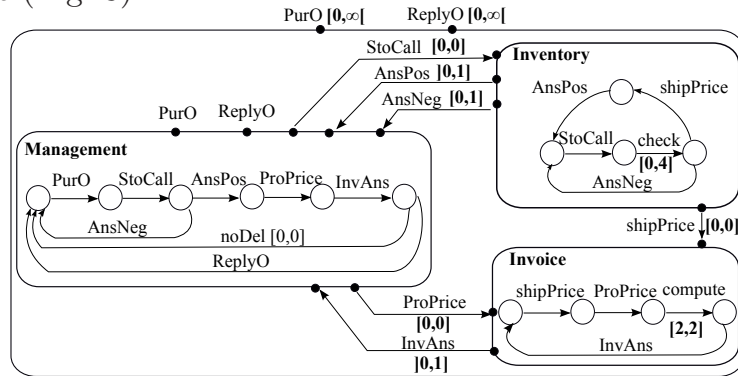 PurO [0,∞[ ReplyO [0,∞[
StoCall [0,0]
AnsPos ]0,1]
AnsNeg [0,1]
PurO ReplyO
Inventory
AnsPos shipPrice
StoCall check
[0,4]
AnsNeg
Management
PurO StoCall AnsPos ProPrice InvAns
AnsNeg
noDel [0,0]
ReplyO
shipPrice [0,0]
Invoice
shipPrice ProPrice compute
[2,2]
InvAns
ProPrice
[0,0]
InvAns
]0,1]